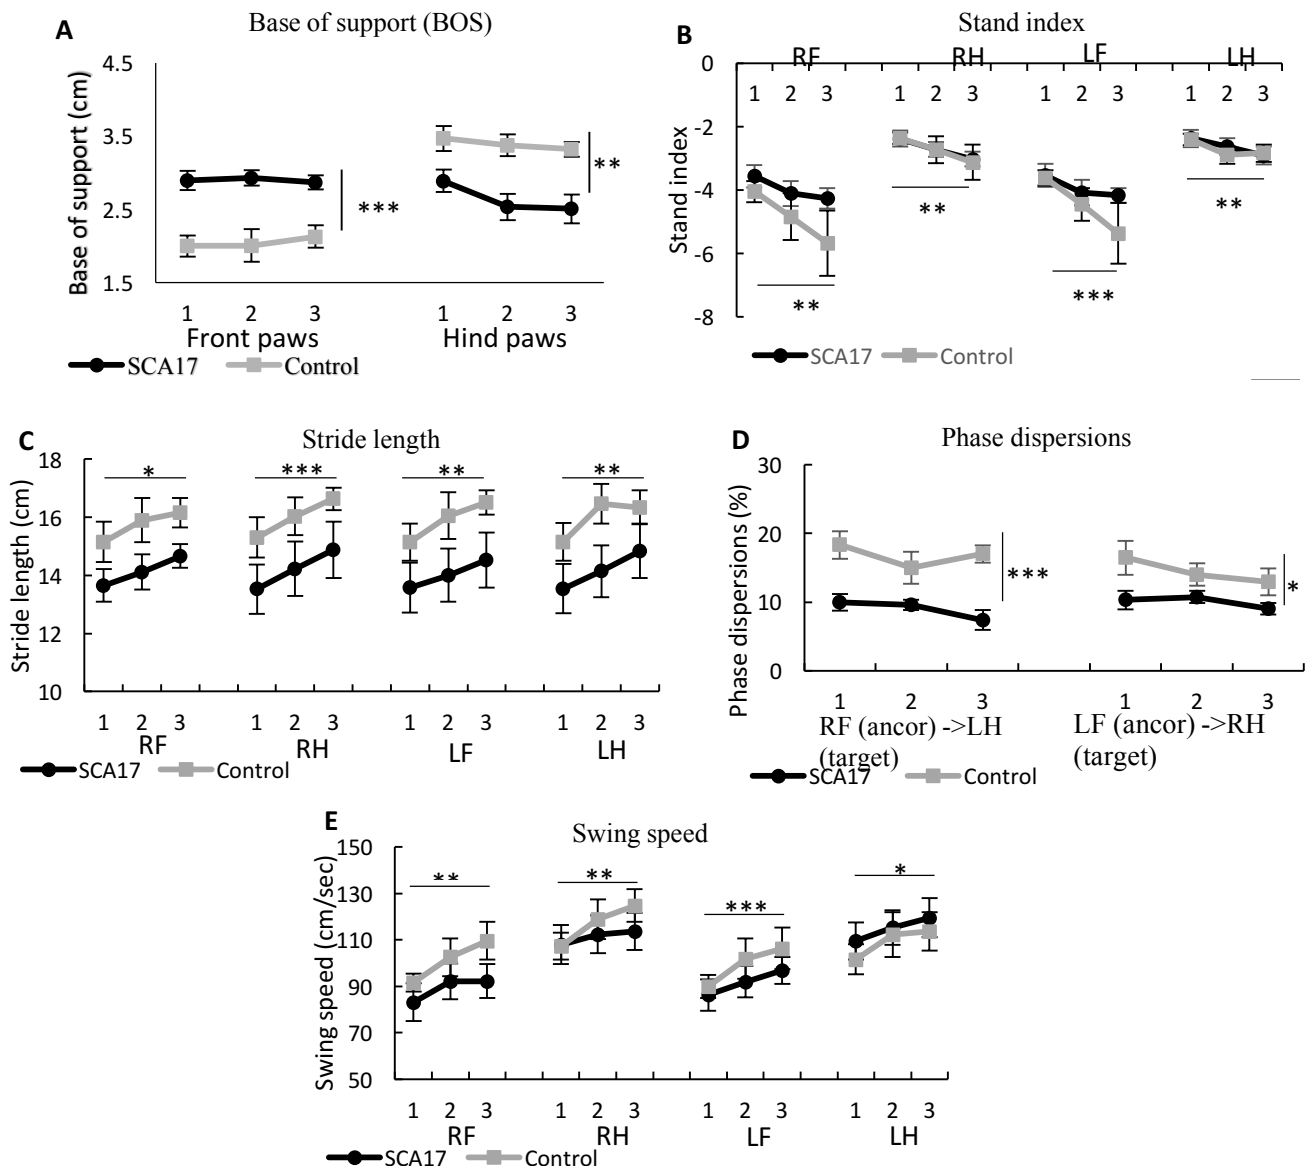 A
Base of support (BOS)
Base of support (cm)
4.5
3.5
2.5
1.5
***
**
1 2 3 1 2 3
Front paws Hind paws
SCA17 Control
B
Stand index
Stand index
RF RH LF LH
0
1 2 3 1 2 3 1 2 3 1 2 3
-2
-4
-6
-8
**
**
***
**
SCA17 Control
C
Stride length
Stride length (cm)
18
16
14
12
10
* *** ** **
1 2 3 1 2 3 1 2 3 1 2 3
RF RH LF LH
SCA17 Control
D
Phase dispersions
Phase dispersions (%)
30
20
10
0
***
*
1 2 3 1 2 3
RF (ancor) ->LH LF (ancor) ->RH
(target) (target)
SCA17 Control
E
Swing speed
Swing speed (cm/sec)
150
130
110
90
70
50
** ** *** *
1 2 3 1 2 3 1 2 3 1 2 3
RF RH LF LH
SCA17 Control